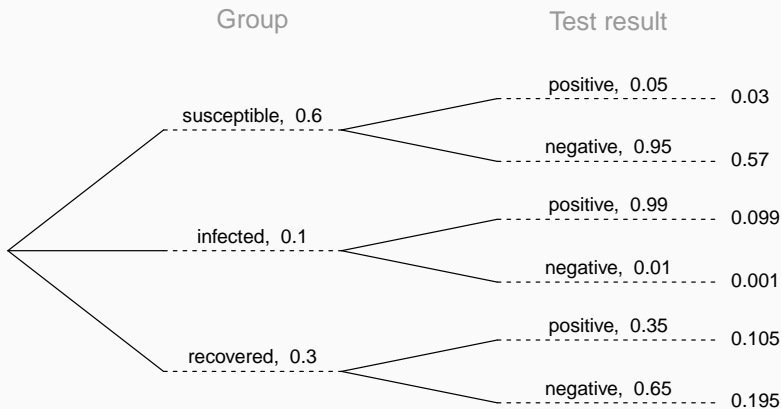 Group Test result
positive, 0.05
0.03
susceptible, 0.6
negative, 0.95
0.57
positive, 0.99
0.099
infected, 0.1
negative, 0.01
0.001
positive, 0.35
0.105
recovered, 0.3
negative, 0.65
0.195